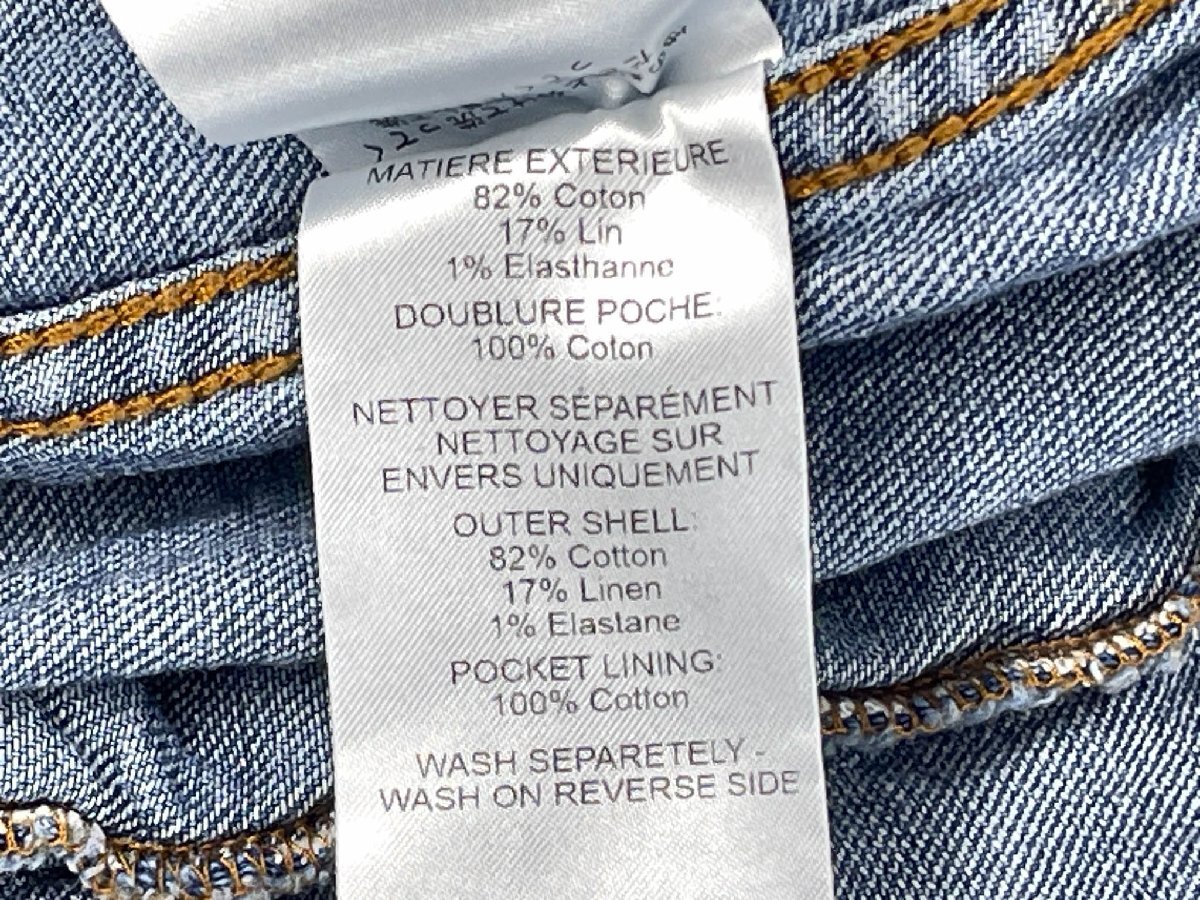 MATIERE EXTERIEURE
82% Coton
17% Lin
1% Elasthanne
DOUBLURE POCHE:
100% Coton
NETTOYER SÉPARÉMENT
NETTOYAGE SUR
ENVERS UNIQUEMENT
OUTER SHELL:
82% Cotton
17% Linen
1% Elastane
POCKET LINING:
100% Cotton
WASH SEPARETELY -
WASH ON REVERSE SIDE